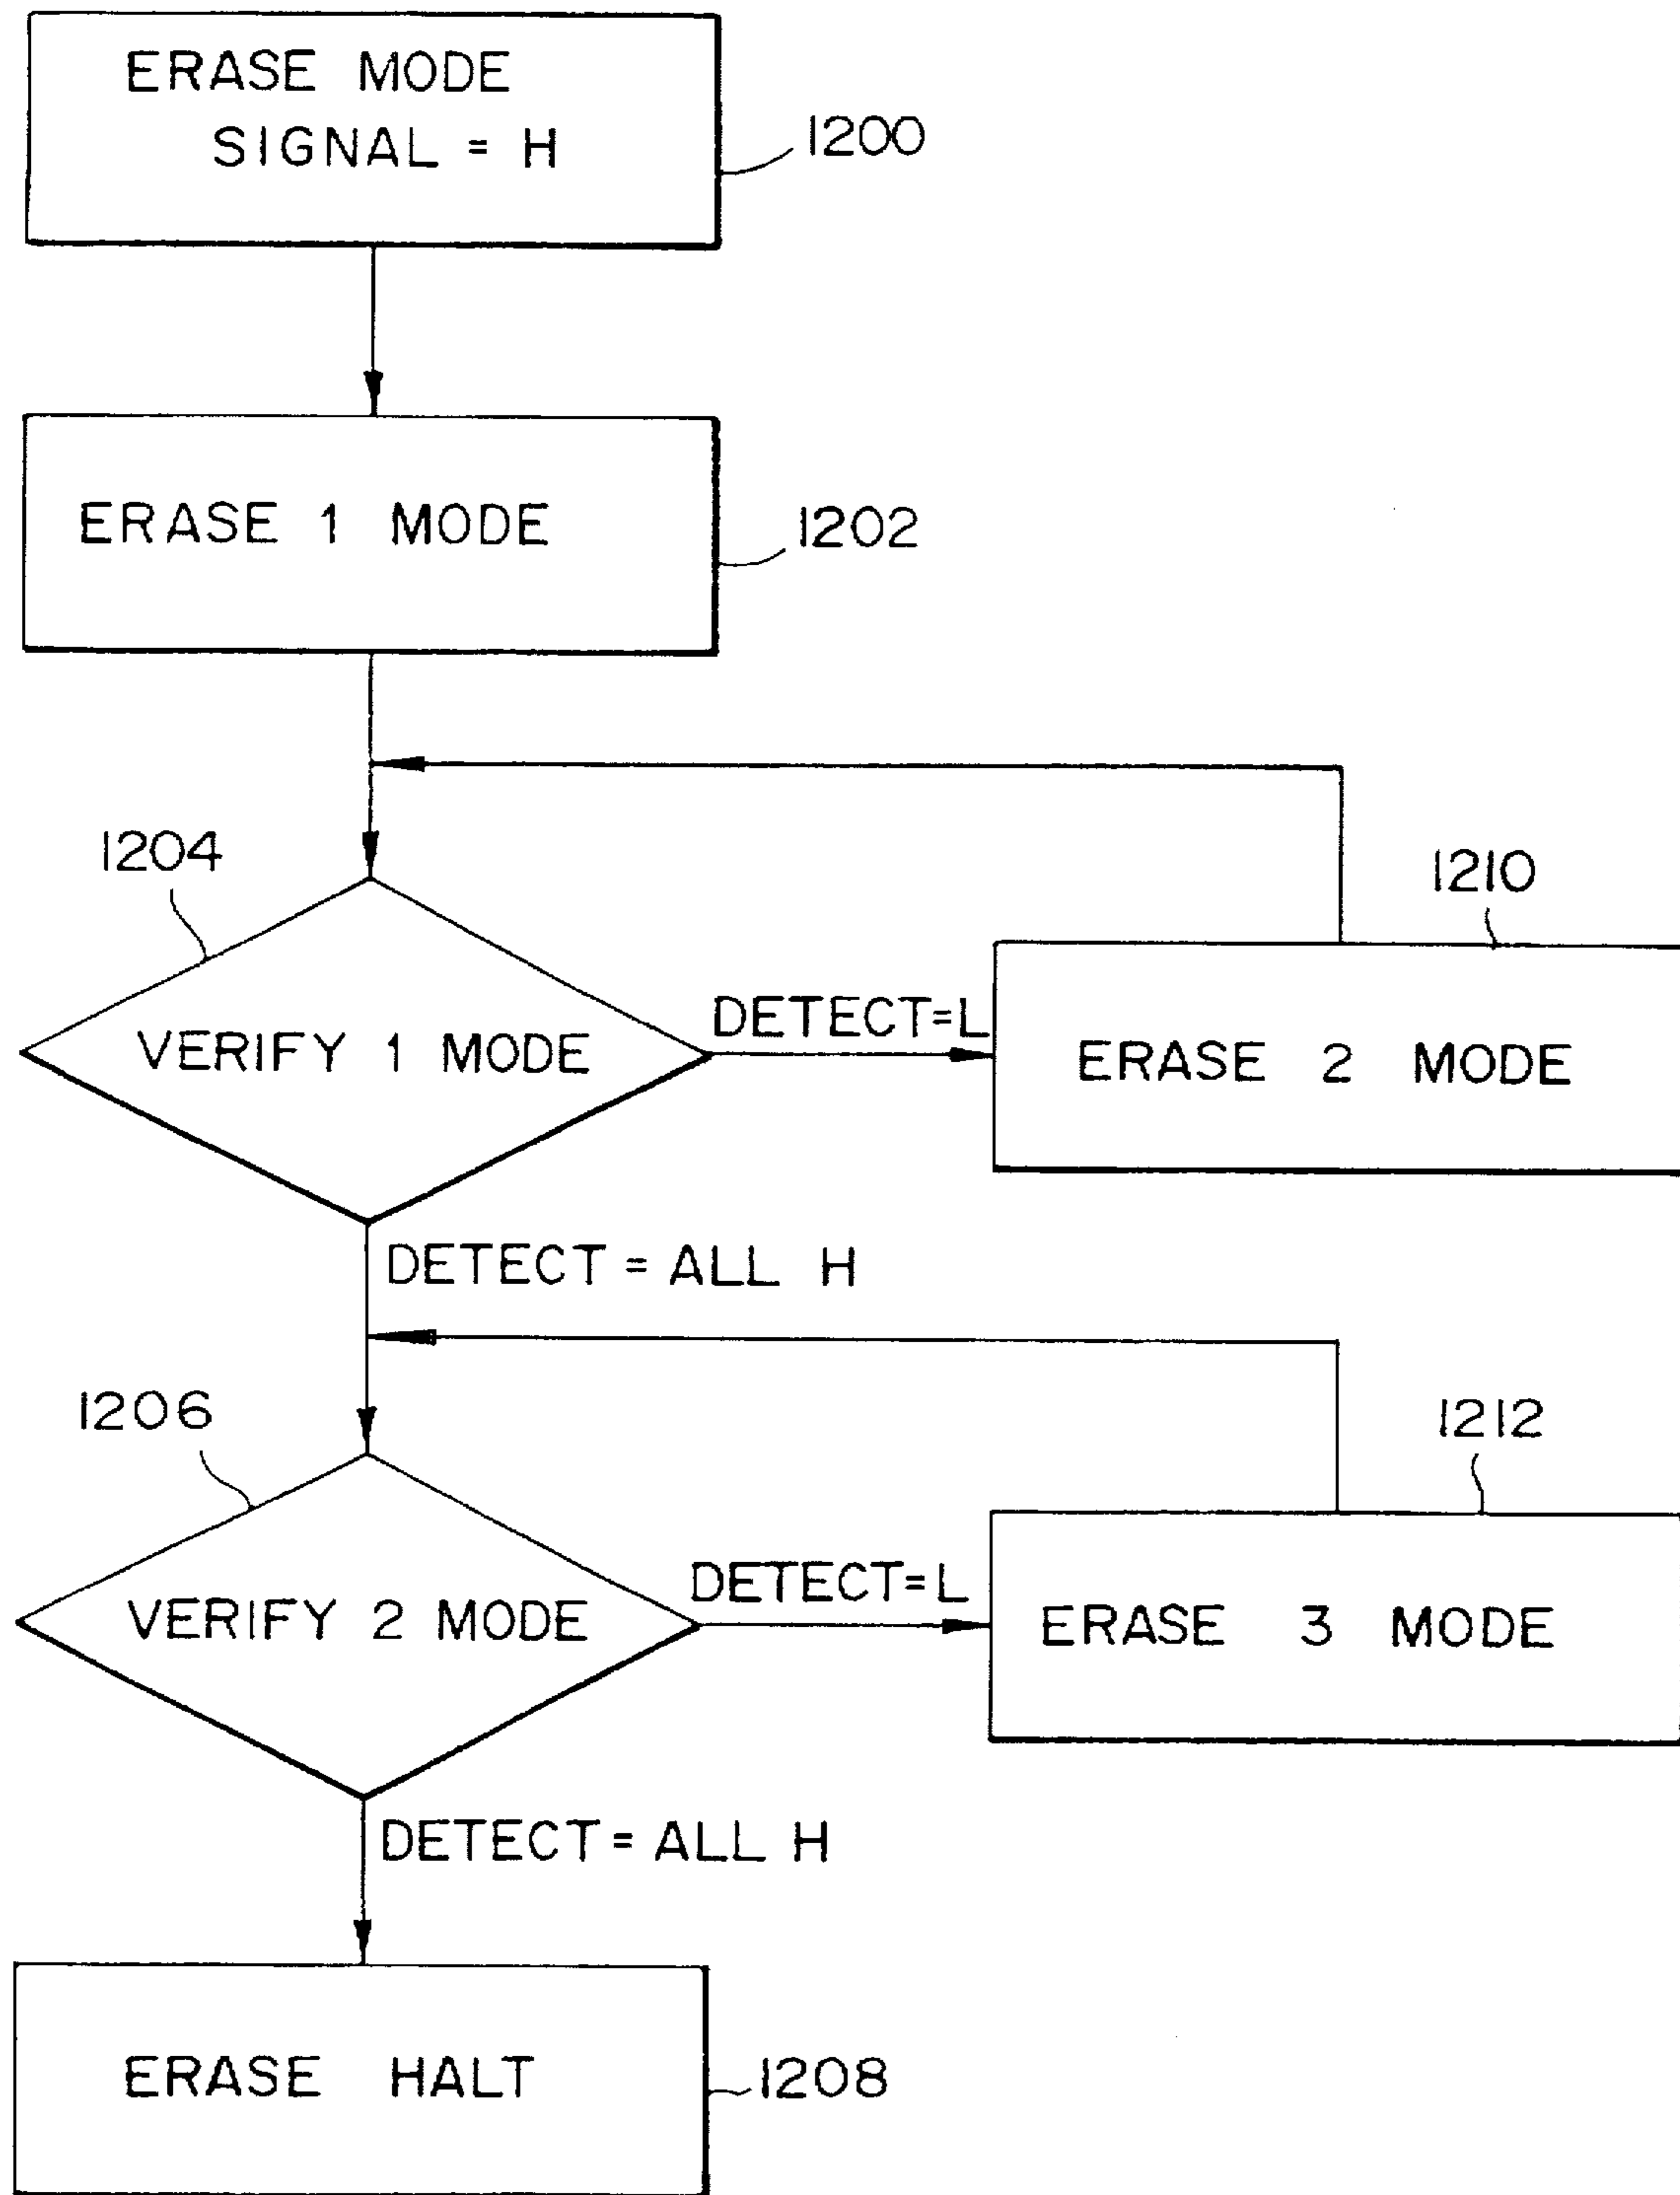 ERASE MODE
SIGNAL = H
1200
ERASE 1 MODE
1202
1204
VERIFY 1 MODE
DETECT=L
1210
ERASE 2 MODE
DETECT = ALL H
1206
VERIFY 2 MODE
DETECT=L
1212
ERASE 3 MODE
DETECT = ALL H
ERASE HALT
1208